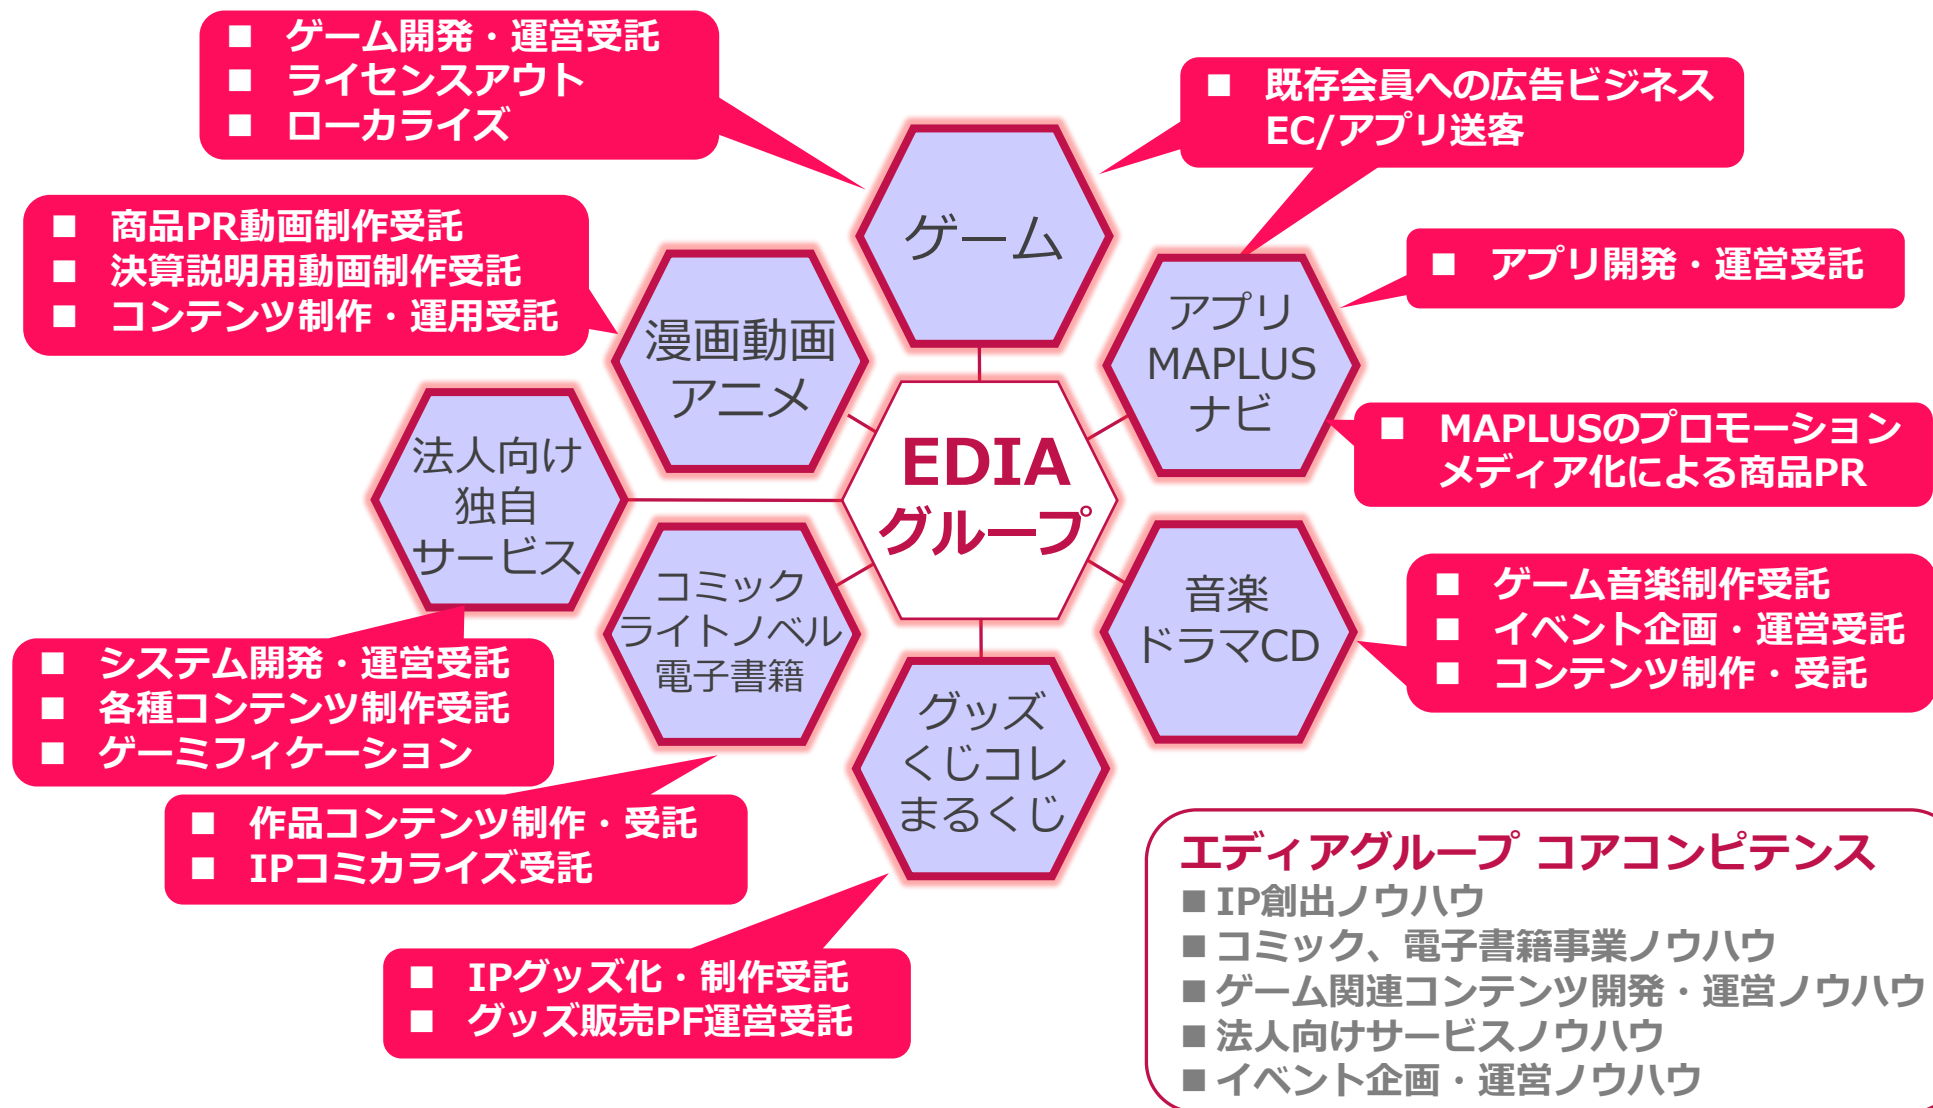 ■ ゲーム開発・運営受託
■ ライセンスアウト
■ ローカライズ
■ 既存会員への広告ビジネス
EC/アプリ送客
■ 商品PR動画制作受託
■ 決算説明用動画制作受託
■ コンテンツ制作・運用受託
ゲーム
■ アプリ開発・運営受託
漫画動画
アニメ
アプリ
MAPLUS
ナビ
■ MAPLUSのプロモーション
メディア化による商品PR
法人向け
独自
サービス
EDIA
グループ
コミック
ライトノベル
電子書籍
音楽
ドラマCD
■ ゲーム音楽制作受託
■ イベント企画・運営受託
■ コンテンツ制作・受託
■ システム開発・運営受託
■ 各種コンテンツ制作受託
■ ゲーミフィケーション
グッズ
くじコレ
まるくじ
■ 作品コンテンツ制作・受託
■ IPコミカライズ受託
■ IPグッズ化・制作受託
■ グッズ販売PF運営受託
エディアグループ コアコンピテンス
■ IP創出ノウハウ
■ コミック、電子書籍事業ノウハウ
■ ゲーム関連コンテンツ開発・運営ノウハウ
■ 法人向けサービスノウハウ
■ イベント企画・運営ノウハウ